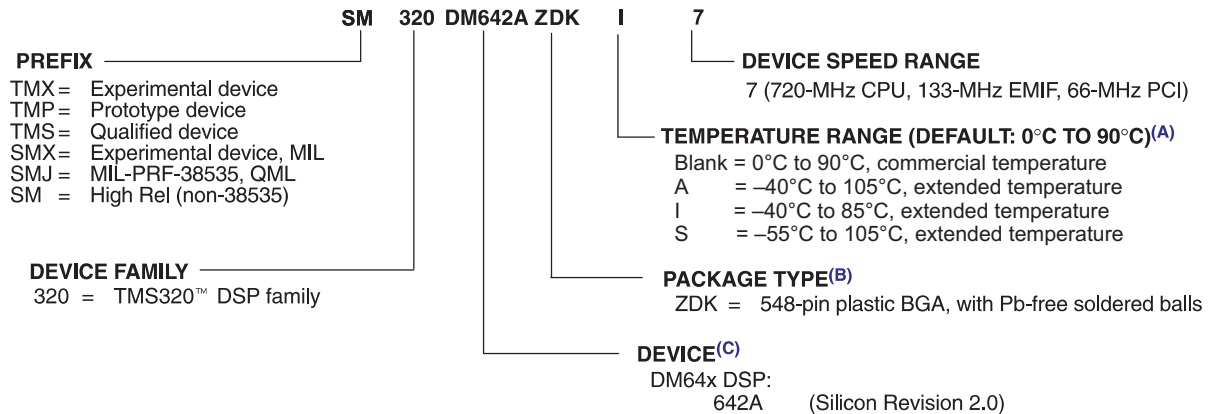 SM 320 DM642A ZDK I 7
PREFIX
TMX = Experimental device
TMP = Prototype device
TMS = Qualified device
SMX = Experimental device, MIL
SMJ = MIL-PRF-38535, QML
SM = High Rel (non-38535)
DEVICE SPEED RANGE
7 (720-MHz CPU, 133-MHz EMIF, 66-MHz PCI)
TEMPERATURE RANGE (DEFAULT: 0°C TO 90°C)(A)
Blank = 0°C to 90°C, commercial temperature
A = –40°C to 105°C, extended temperature
I = –40°C to 85°C, extended temperature
S = –55°C to 105°C, extended temperature
DEVICE FAMILY
320 = TMS320™ DSP family
PACKAGE TYPE(B)
ZDK = 548-pin plastic BGA, with Pb-free soldered balls
DEVICE(C)
DM64x DSP:
642A (Silicon Revision 2.0)